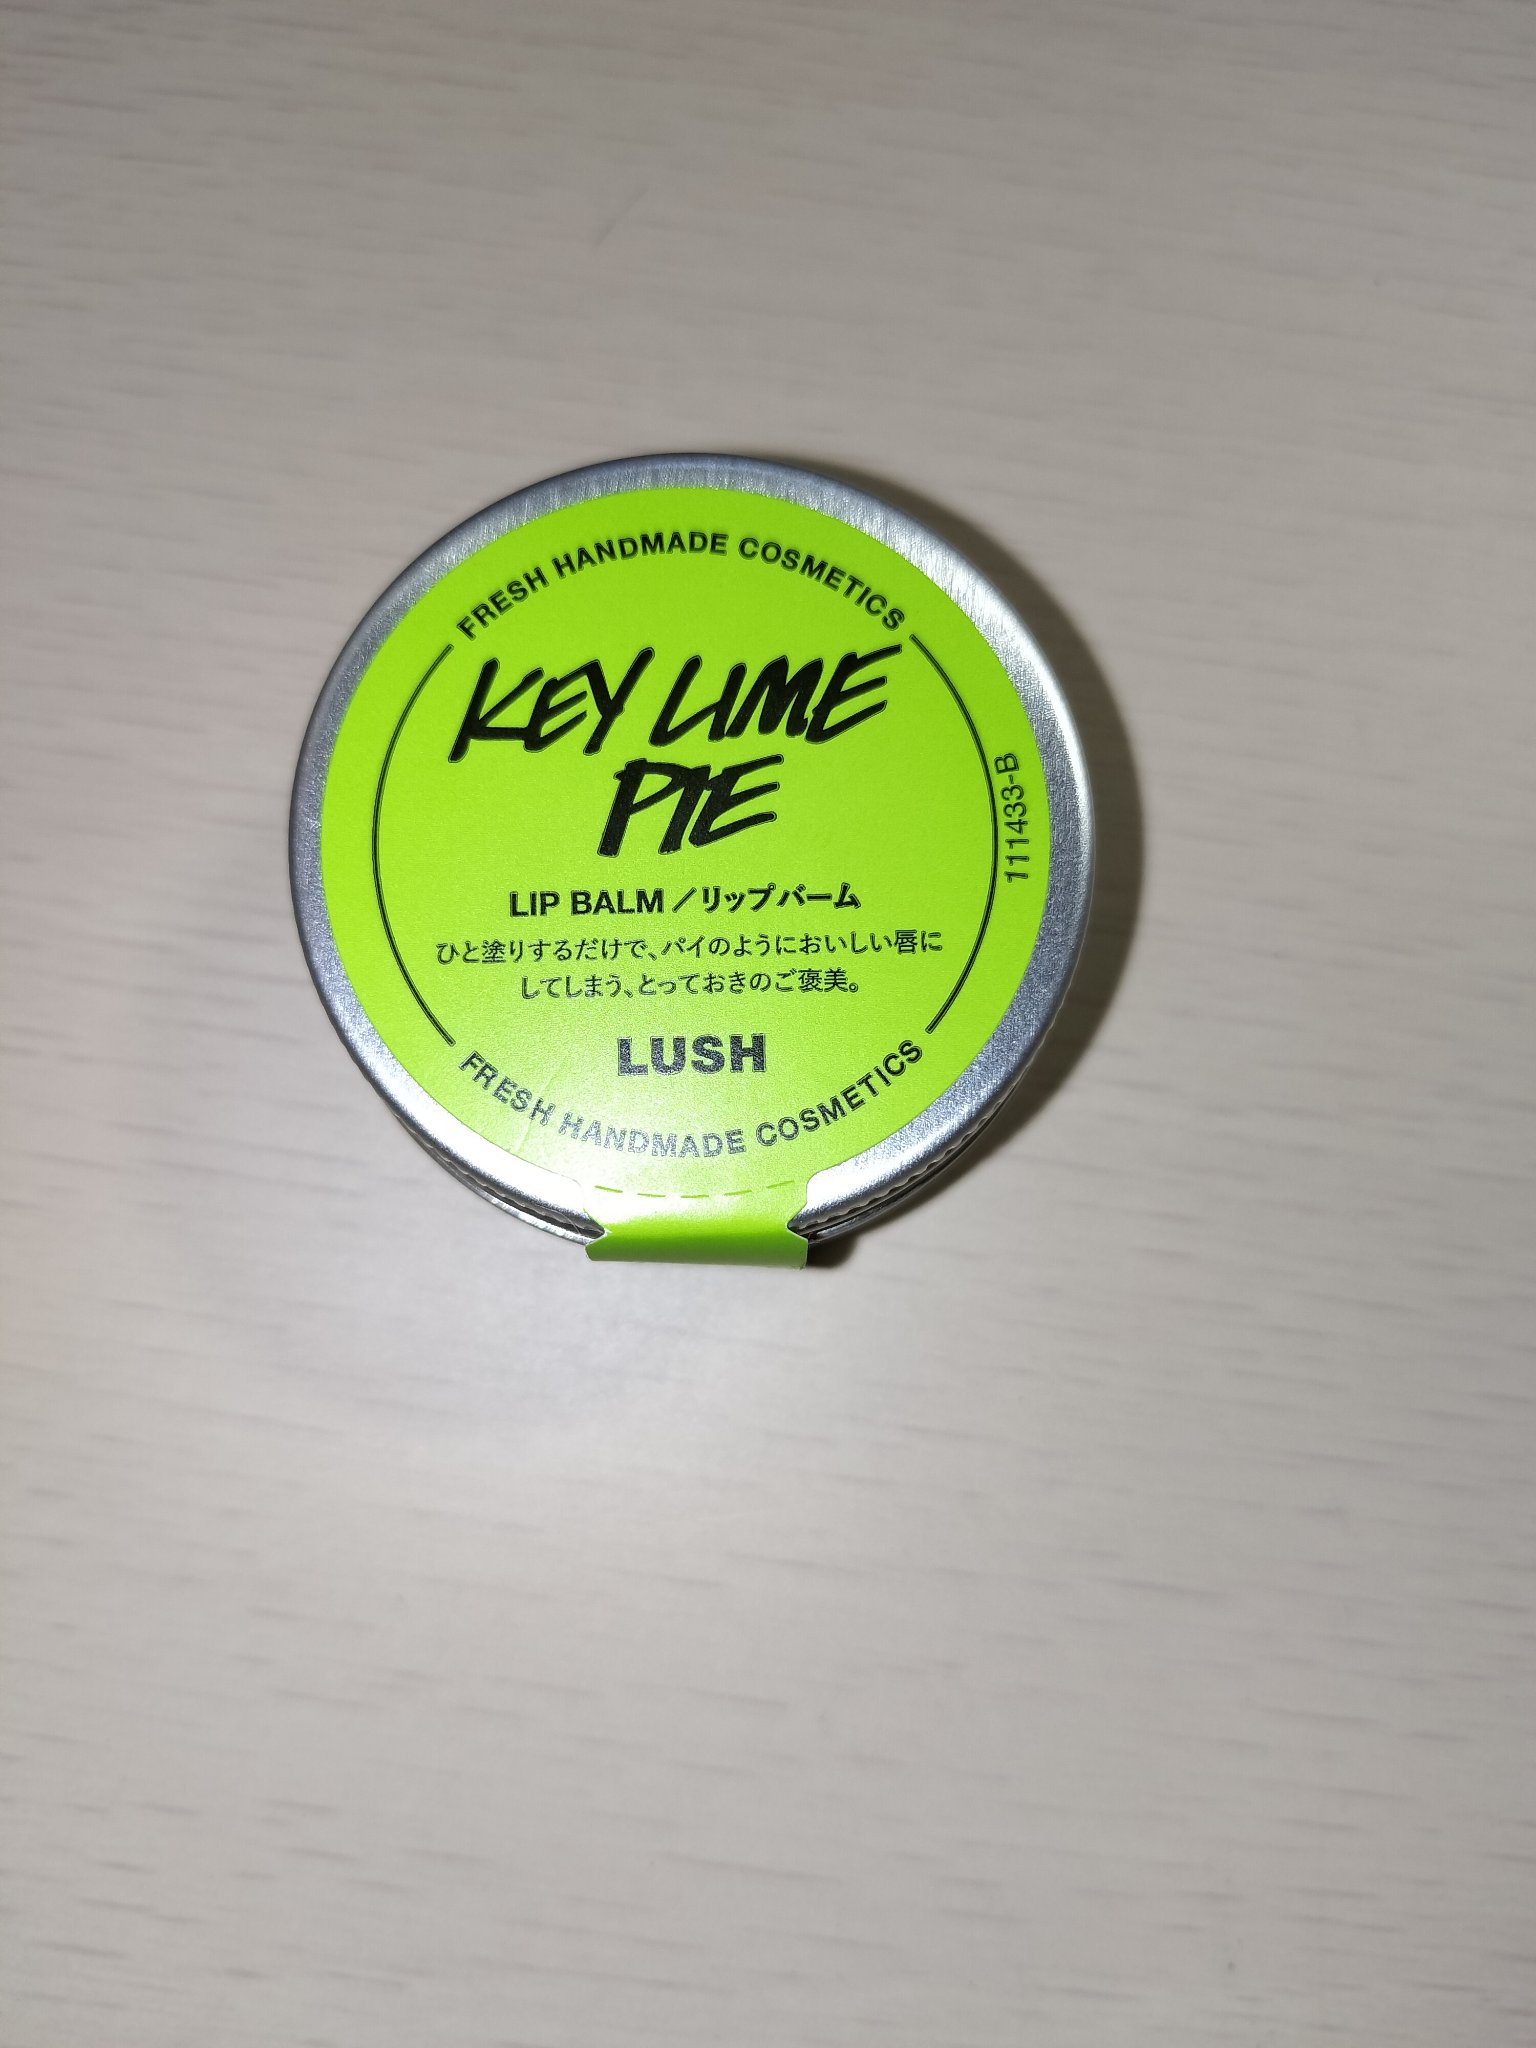 FRESH HANDMADE COSMETICS
KEY LIME
PIE
LIP BALM／リップバーム
ひと塗りするだけで、パイのようにおいしい唇に
してしまう、とっておきのご褒美。
LUSH
FRESH HANDMADE COSMETICS
111433-B